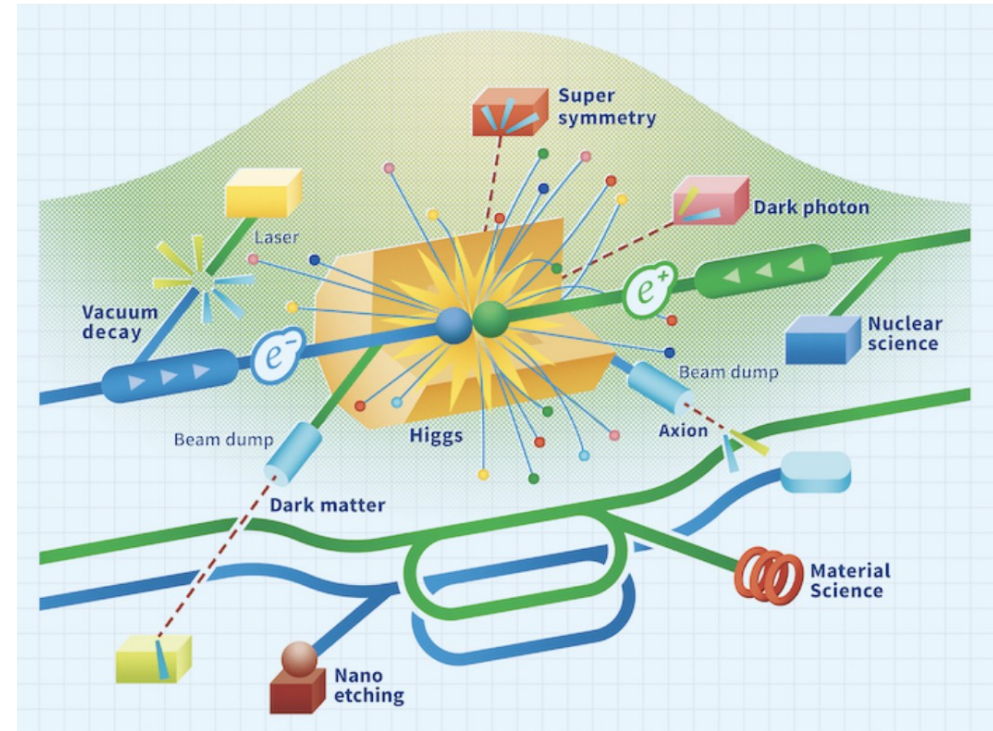 Super
symmetry
Dark photon
Laser
Vacuum
decay
e⁺
e⁻
Nuclear
science
Beam dump
Axion
Higgs
Beam dump
Dark matter
Material
Science
Nano
etching